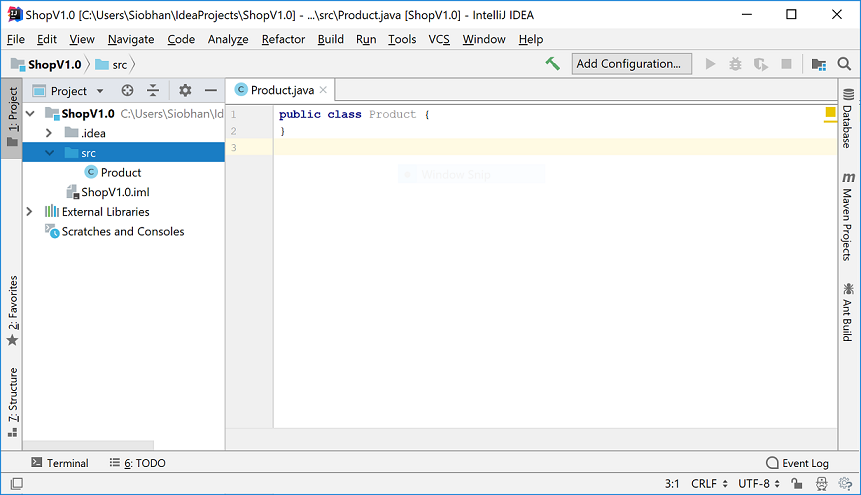 ShopV1.0 [C:\Users\Siobhan\IdeaProjects\ShopV1.0] - ...\src\Product.java [ShopV1.0] - IntelliJ IDEA
File Edit View Navigate Code Analyze Refactor Build Run Tools VCS Window Help
ShopV1.0 src Add Configuration...
1: Project
2: Favorites
7: Structure
Project
ShopV1.0 C:\Users\Siobhan\Id
.idea
src
Product
ShopV1.0.iml
External Libraries
Scratches and Consoles
Product.java
1 public class Product {
2 }
3
Window Snip
Database
m
Maven Projects
Ant Build
Terminal 6: TODO Event Log
3:1 CRLF UTF-8